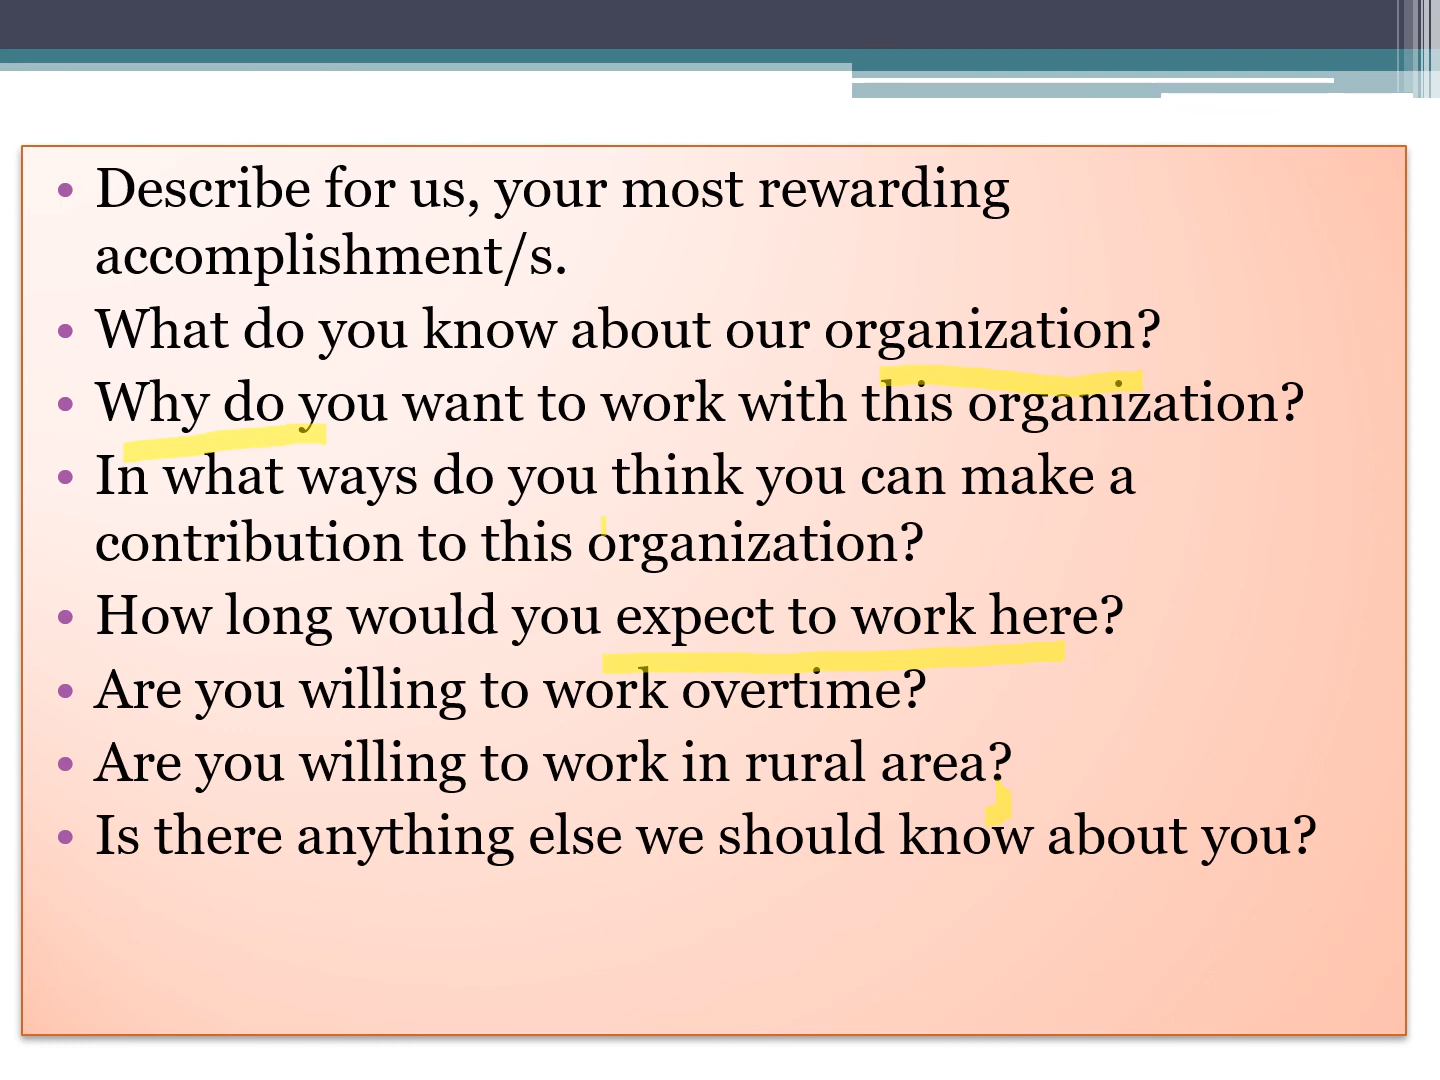 • Describe for us, your most rewarding
accomplishment/s.
• What do you know about our organization?
• Why do you want to work with this organization?
• In what ways do you think you can make a
contribution to this organization?
• How long would you expect to work here?
• Are you willing to work overtime?
• Are you willing to work in rural area?
• Is there anything else we should know about you?